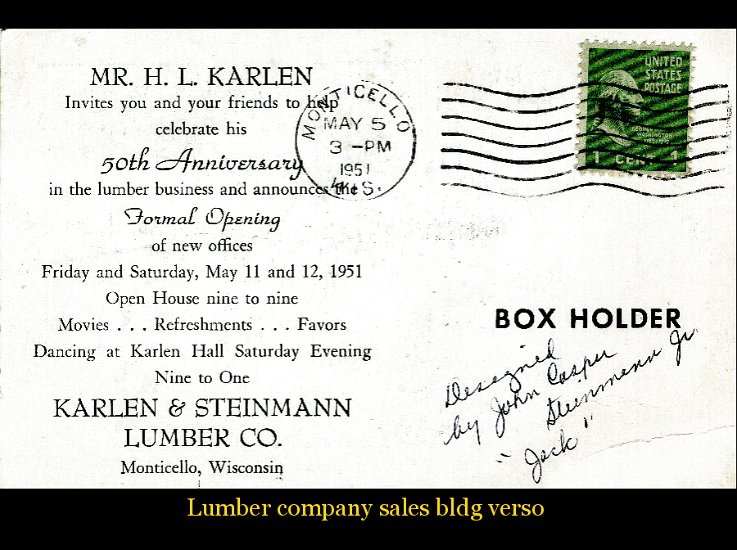 MR. H. L. KARLEN
Invites you and your friends to help
celebrate his
50th Anniversary
in the lumber business and announces the
Formal Opening
of new offices
Friday and Saturday, May 11 and 12, 1951
Open House nine to nine
Movies . . . Refreshments . . . Favors
Dancing at Karlen Hall Saturday Evening
Nine to One
KARLEN & STEINMANN
LUMBER CO.
Monticello, Wisconsin
MONTICELLO
MAY 5
3 -PM
1951
WIS.
UNITED
STATES
POSTAGE
1 CENT 1
BOX HOLDER
Designed
by John Casper
Steinmann Jr.
"Jack"
Lumber company sales bldg verso